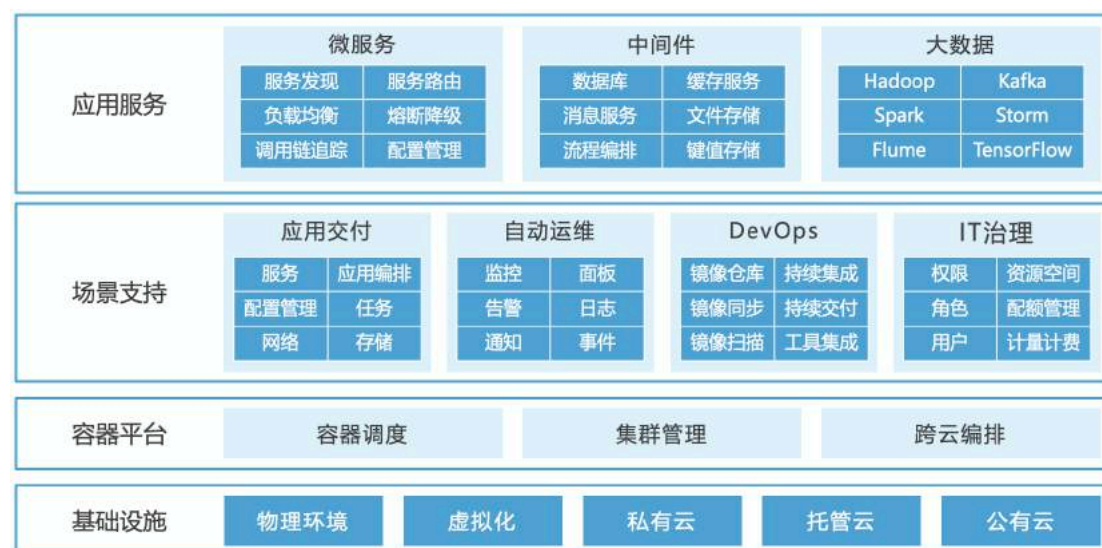 微服务 中间件 大数据
服务发现 服务路由 数据库 缓存服务 Hadoop Kafka
应用服务 负载均衡 熔断降级 消息服务 文件存储 Spark Storm
调用链追踪 配置管理 流程编排 键值存储 Flume TensorFlow
应用交付 自动运维 DevOps IT治理
服务 应用编排 监控 面板 镜像仓库 持续集成 权限 资源空间
场景支持 配置管理 任务 告警 日志 镜像同步 持续交付 角色 配额管理
网络 存储 通知 事件 镜像扫描 工具集成 用户 计量计费
容器平台 容器调度 集群管理 跨云编排
基础设施 物理环境 虚拟化 私有云 托管云 公有云